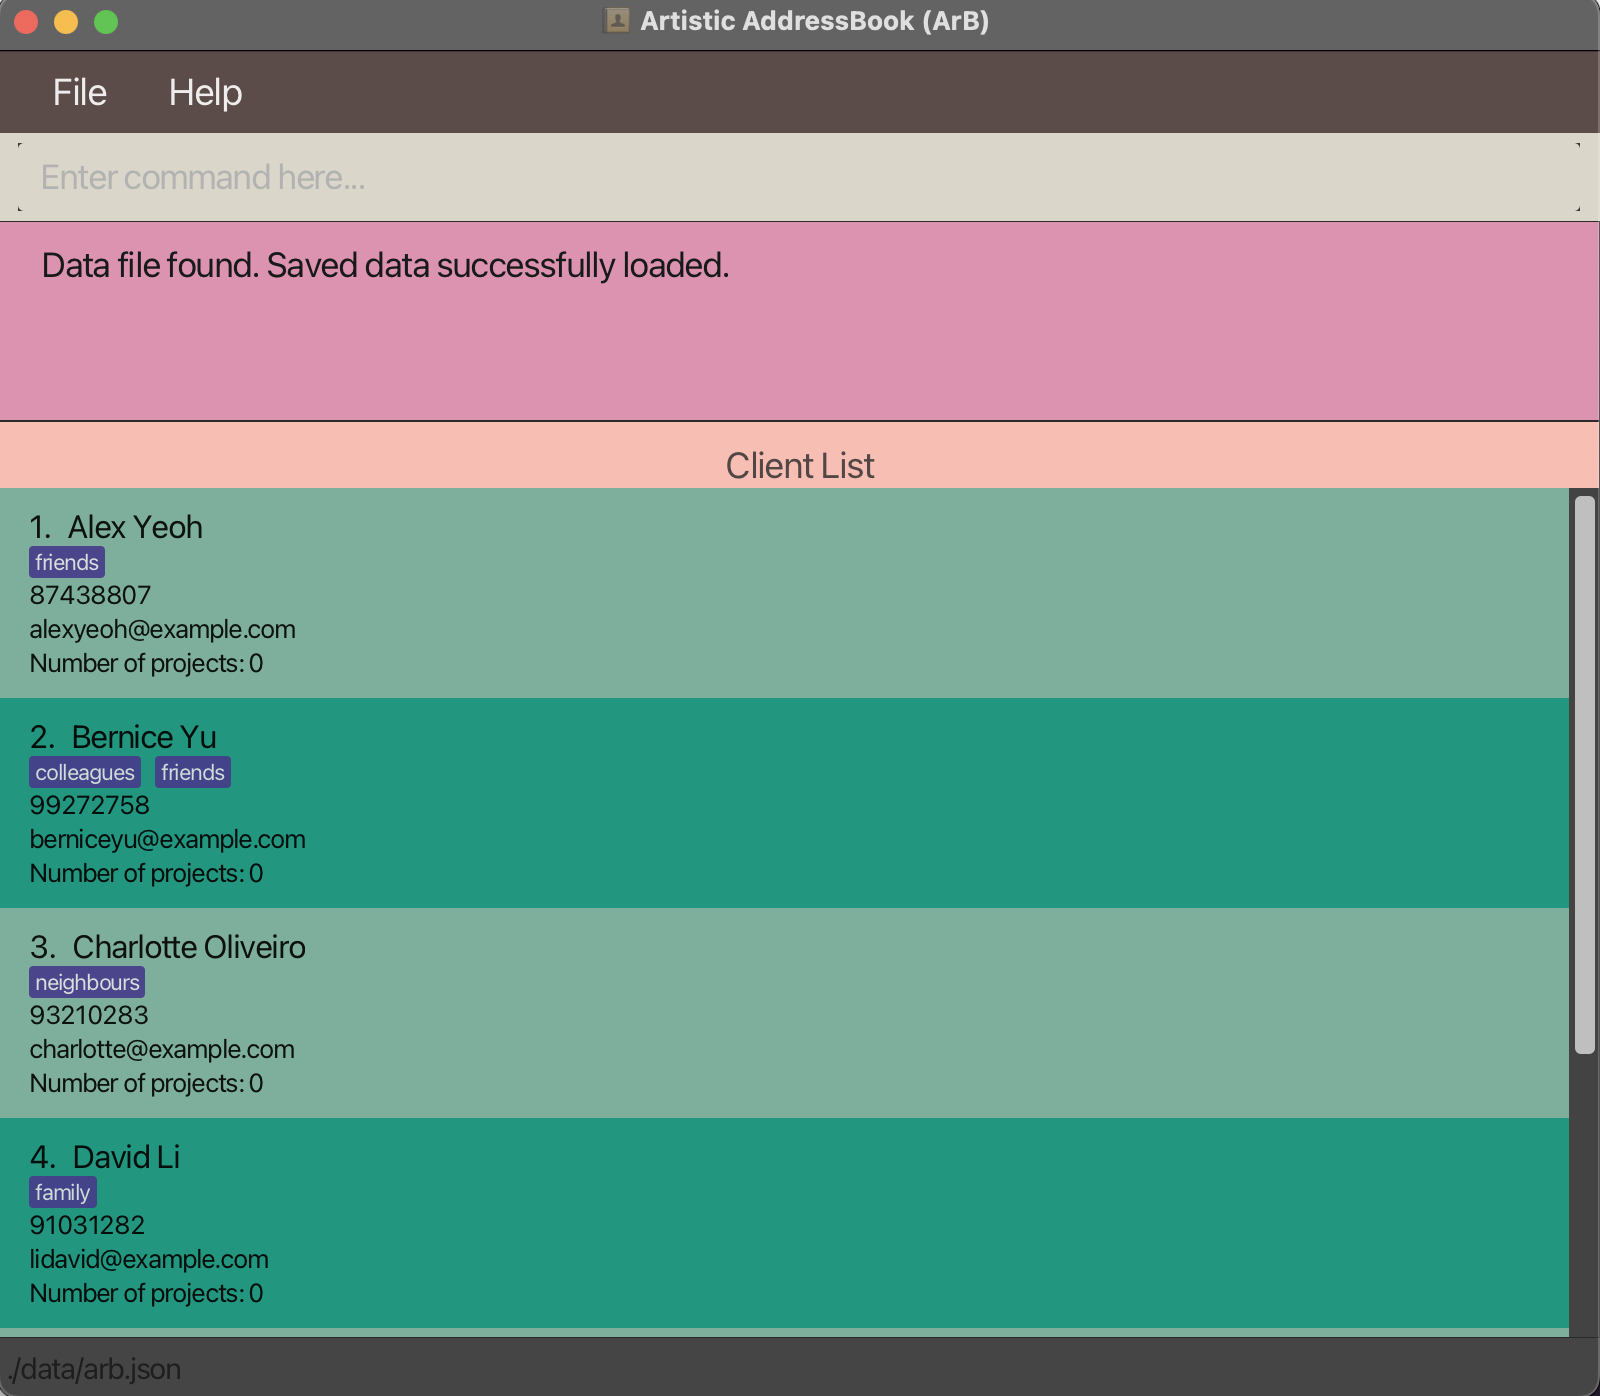 Artistic AddressBook (ArB)
File Help
Enter command here...
Data file found. Saved data successfully loaded.
Client List
1. Alex Yeoh
friends
87438807
alexyeoh@example.com
Number of projects: 0
2. Bernice Yu
colleagues friends
99272758
berniceyu@example.com
Number of projects: 0
3. Charlotte Oliveiro
neighbours
93210283
charlotte@example.com
Number of projects: 0
4. David Li
family
91031282
lidavid@example.com
Number of projects: 0
./data/arb.json